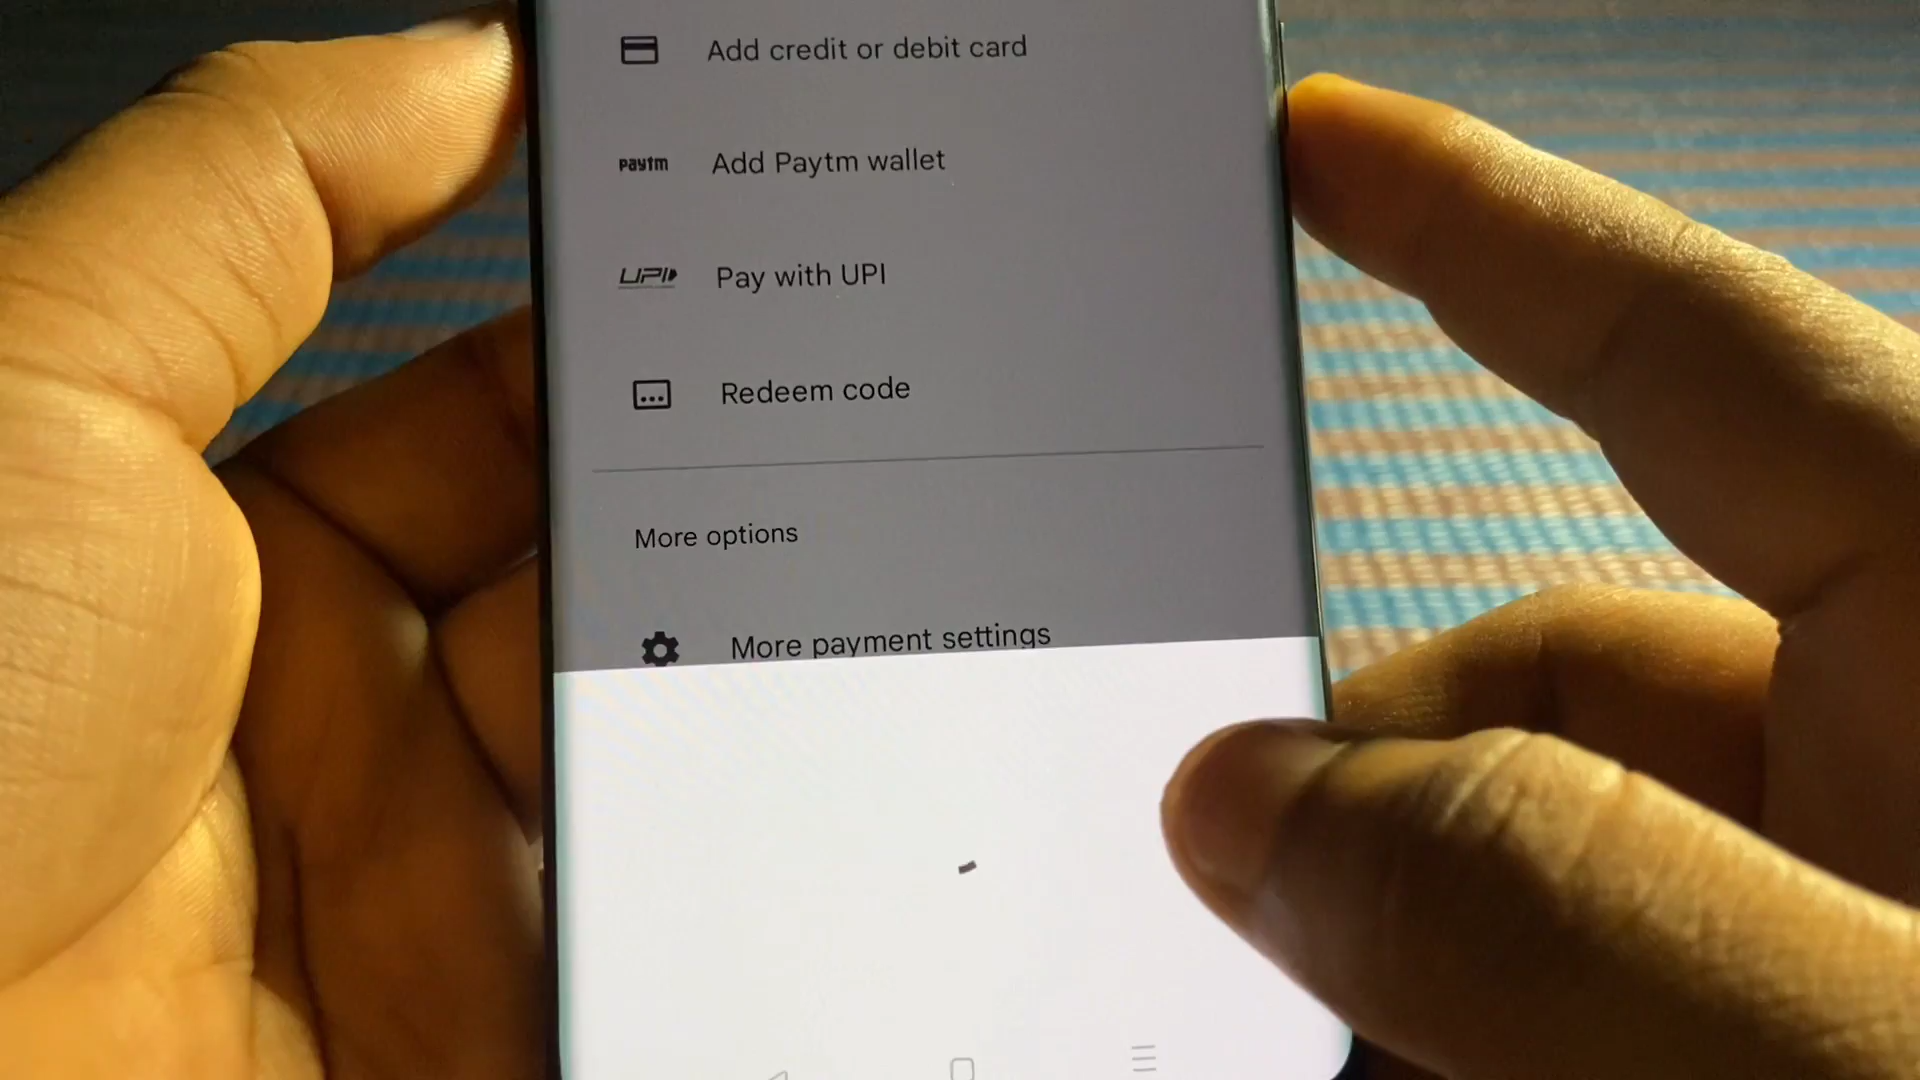 Add credit or debit card
paytm Add Paytm wallet
UPI Pay with UPI
Redeem code
More options
More payment settings